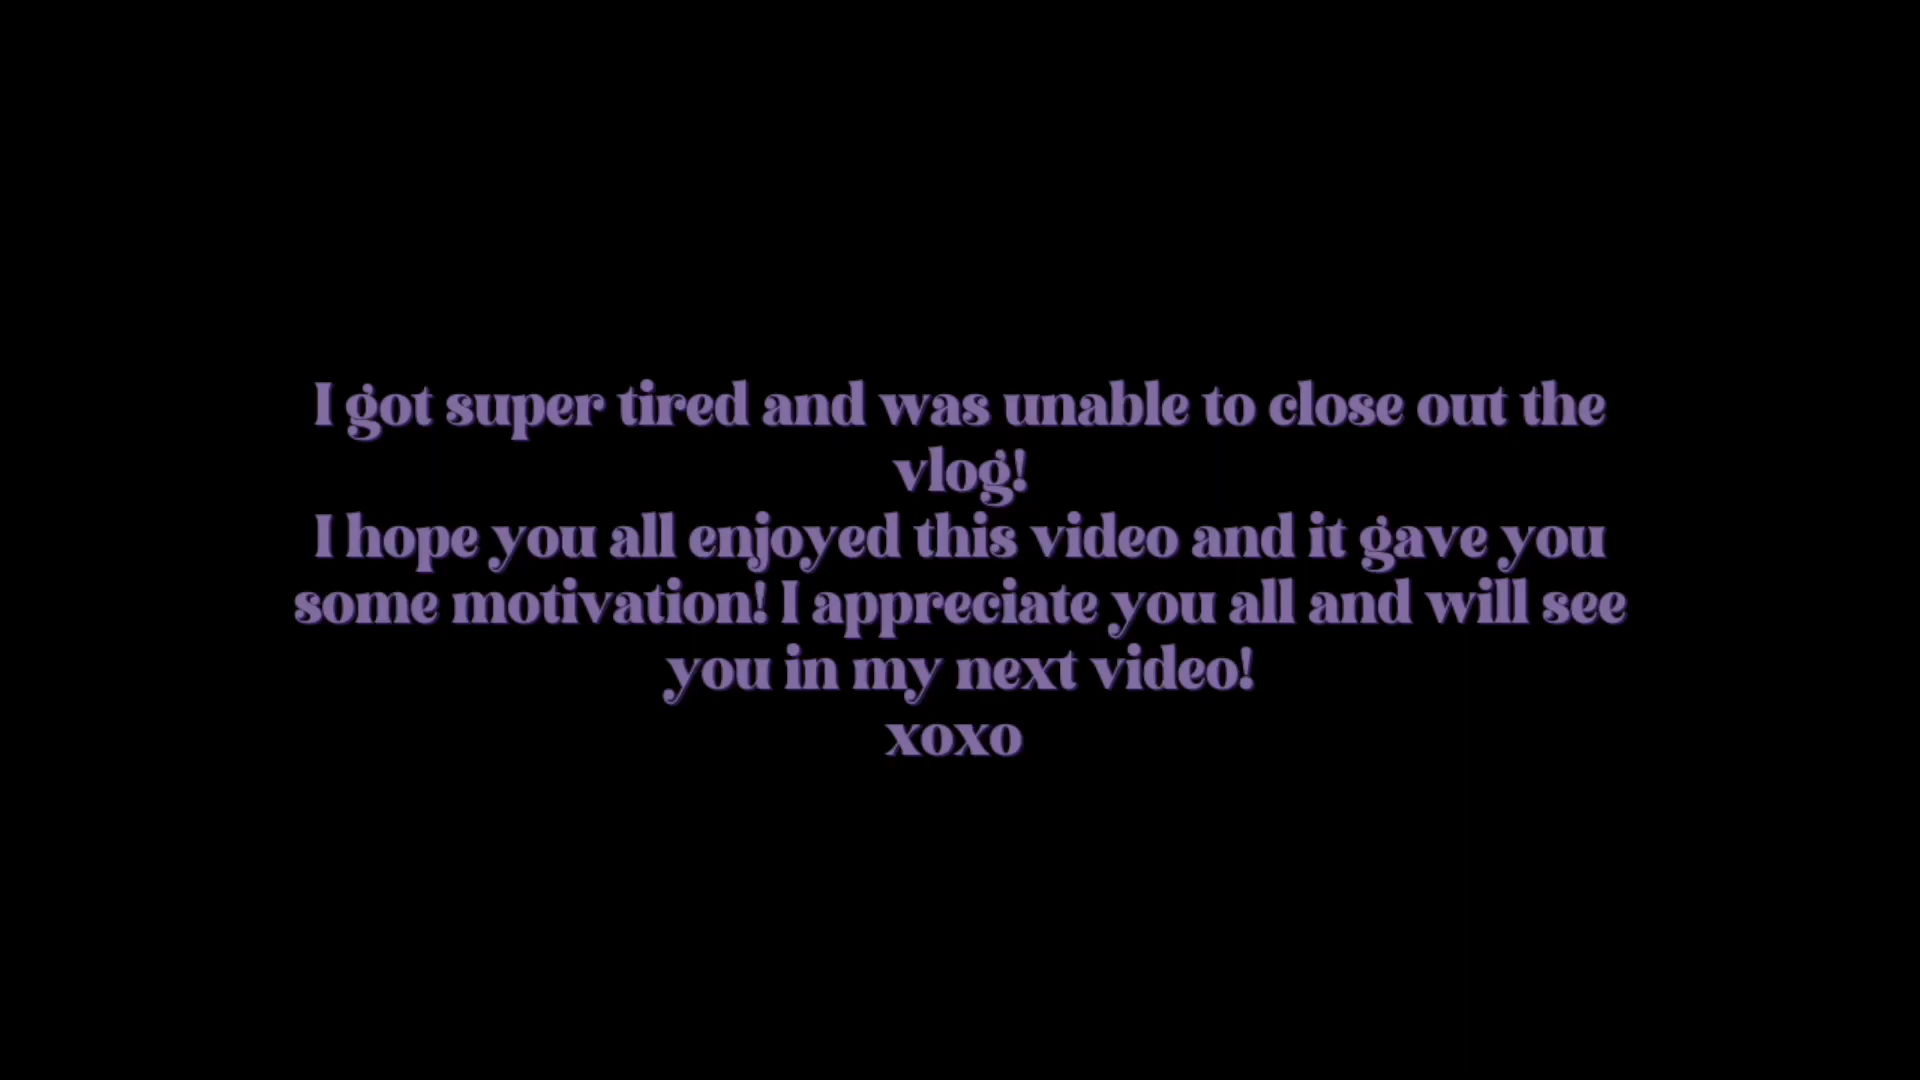 I got super tired and was unable to close out the
vlog!
I hope you all enjoyed this video and it gave you
some motivation! I appreciate you all and will see
you in my next video!
xoxo